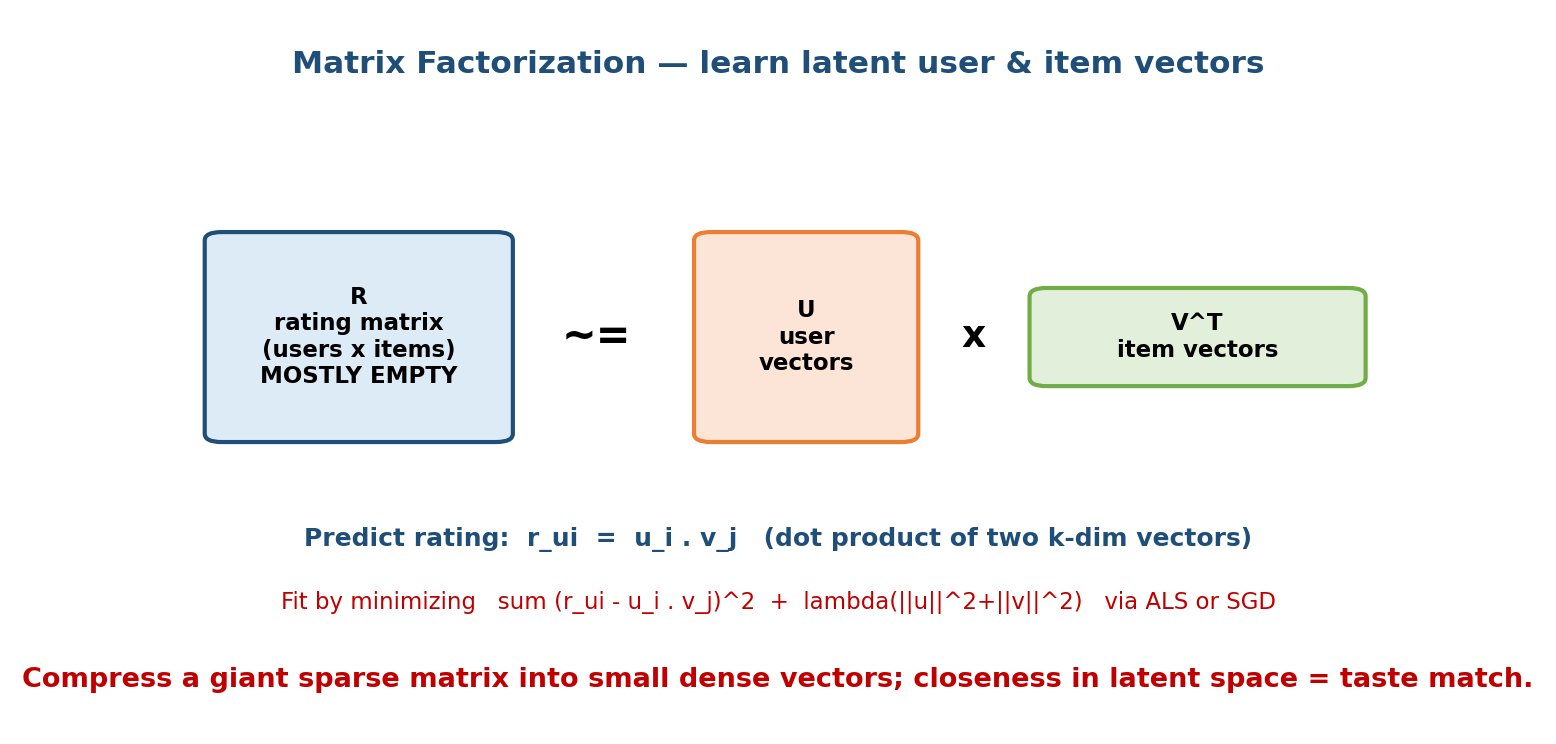 Matrix Factorization — learn latent user & item vectors
R
rating matrix
(users x items)
MOSTLY EMPTY
~=
U
user
vectors
x
V^T
item vectors
Predict rating:  r_ui  =  u_i . v_j   (dot product of two k-dim vectors)
Fit by minimizing   sum (r_ui - u_i . v_j)^2  +  lambda(||u||^2+||v||^2)   via ALS or SGD
Compress a giant sparse matrix into small dense vectors; closeness in latent space = taste match.